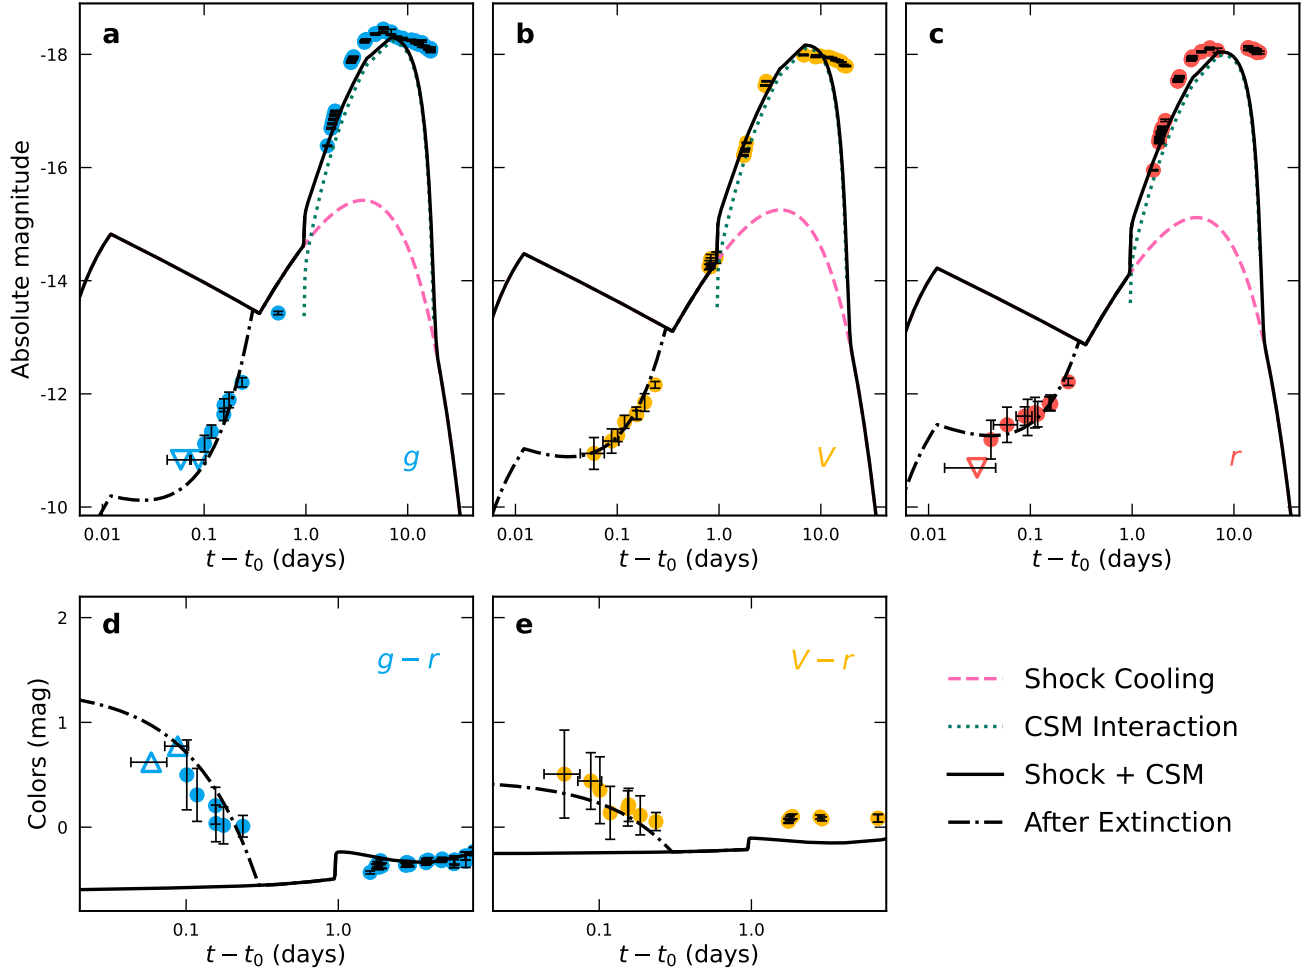 a
b
c
-18
-16
-14
-12
-10
Absolute magnitude
g
V
r
0.01 0.1 1.0 10.0
0.01 0.1 1.0 10.0
0.01 0.1 1.0 10.0
t − t₀ (days)
t − t₀ (days)
t − t₀ (days)
d
e
2
1
0
Colors (mag)
g − r
V − r
0.1 1.0
0.1 1.0
t − t₀ (days)
t − t₀ (days)
Shock Cooling
CSM Interaction
Shock + CSM
After Extinction